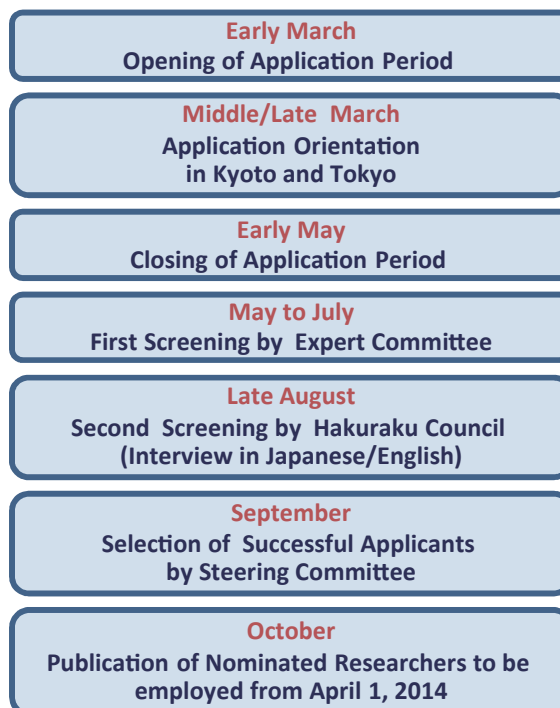 Early March
Opening of Application Period
Middle/Late March
Application Orientation
in Kyoto and Tokyo
Early May
Closing of Application Period
May to July
First Screening by Expert Committee
Late August
Second Screening by Hakuraku Council
(Interview in Japanese/English)
September
Selection of Successful Applicants
by Steering Committee
October
Publication of Nominated Researchers to be
employed from April 1, 2014